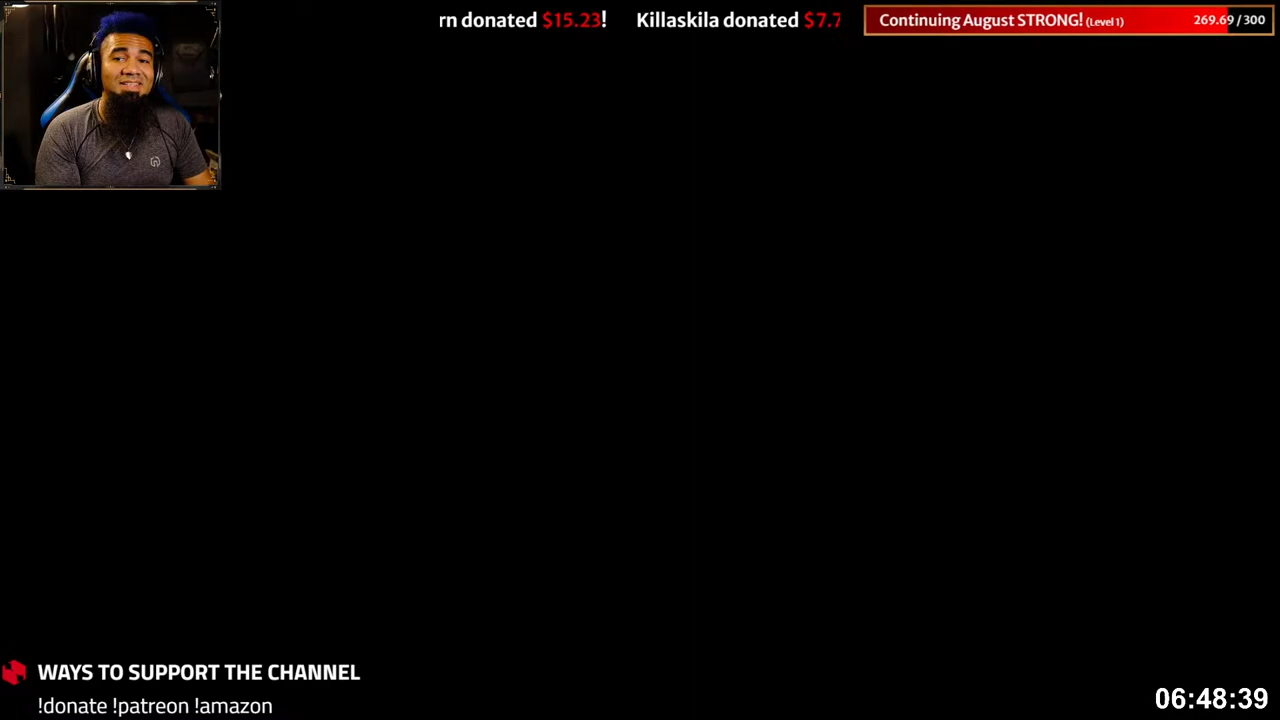 rn donated $15.23! Killaskila donated $7.7
Continuing August STRONG! (Level 1) 269.69 / 300
WAYS TO SUPPORT THE CHANNEL
!donate !patreon !amazon
06:48:39